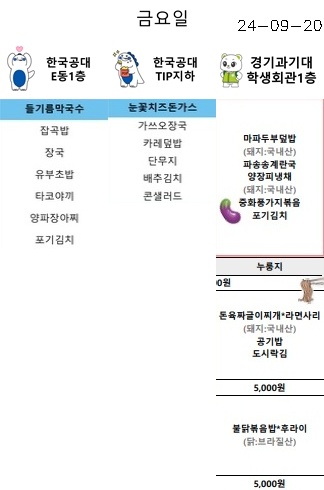 금요일
24-09-20
한국공대
E동1층
한국공대
TIP지하
경기과기대
학생회관1층
들기름막국수
잡곡밥
장국
유부초밥
타코야끼
양파장아찌
포기김치
눈꽃치즈돈가스
가쓰오장국
카레덮밥
단무지
배추김치
콘샐러드
마파두부덮밥
(돼지:국내산)
파송송계란국
양장피냉채
(돼지:국내산)
중화풍가지볶음
포기김치
누룽지
00원
돈육짜글이찌개*라면사리
(돼지:국내산)
공기밥
도시락김
5,000원
불닭볶음밥*후라이
(닭:브라질산)
5,000원